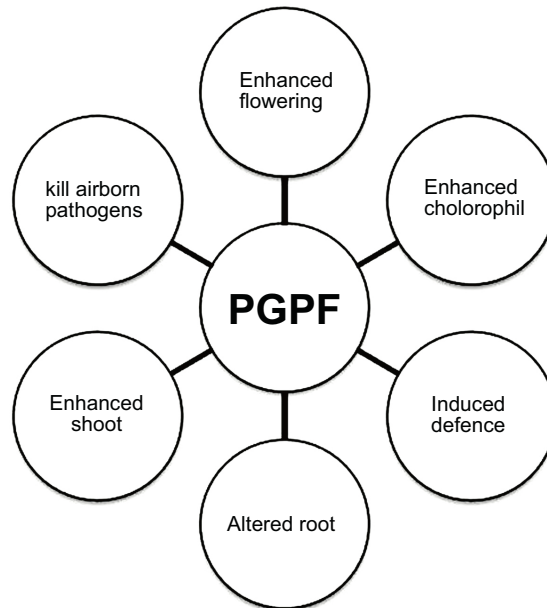 Enhanced
flowering
kill airborn
pathogens
Enhanced
cholorophil
PGPF
Enhanced
shoot
Induced
defence
Altered root